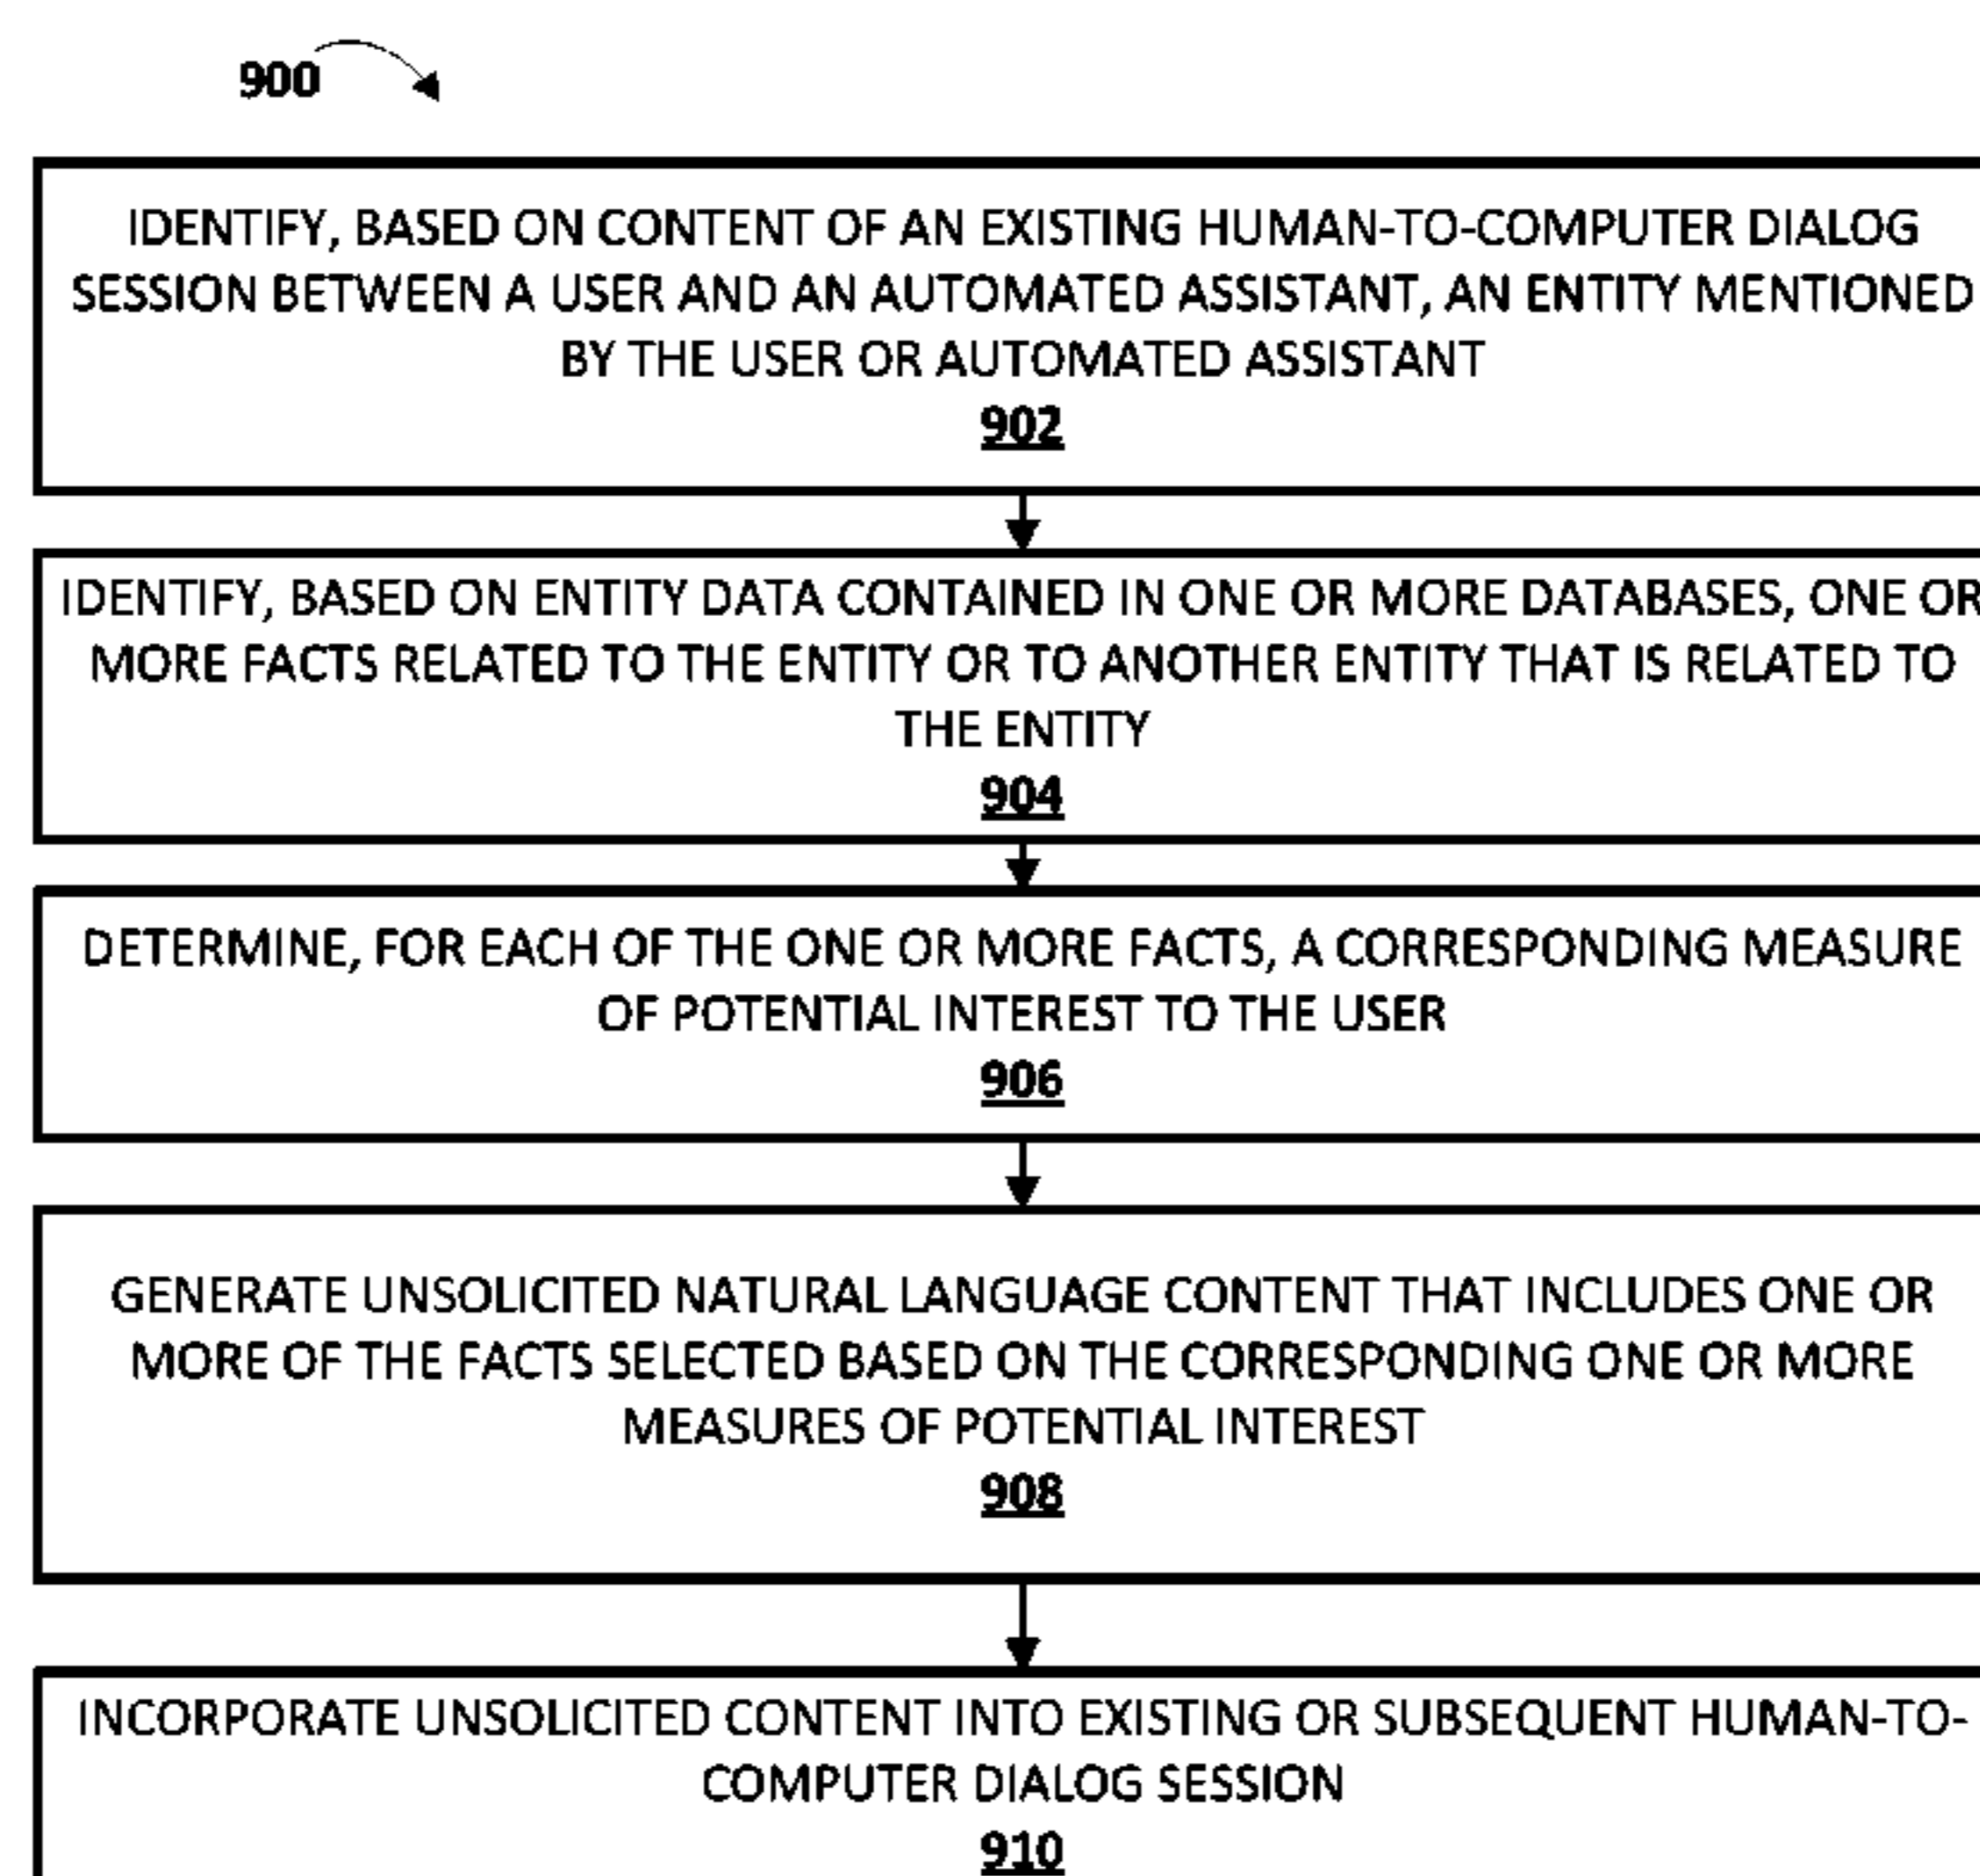 900
IDENTIFY, BASED ON CONTENT OF AN EXISTING HUMAN-TO-COMPUTER DIALOG
SESSION BETWEEN A USER AND AN AUTOMATED ASSISTANT, AN ENTITY MENTIONED
BY THE USER OR AUTOMATED ASSISTANT
902
IDENTIFY, BASED ON ENTITY DATA CONTAINED IN ONE OR MORE DATABASES, ONE OR
MORE FACTS RELATED TO THE ENTITY OR TO ANOTHER ENTITY THAT IS RELATED TO
THE ENTITY
904
DETERMINE, FOR EACH OF THE ONE OR MORE FACTS, A CORRESPONDING MEASURE
OF POTENTIAL INTEREST TO THE USER
906
GENERATE UNSOLICITED NATURAL LANGUAGE CONTENT THAT INCLUDES ONE OR
MORE OF THE FACTS SELECTED BASED ON THE CORRESPONDING ONE OR MORE
MEASURES OF POTENTIAL INTEREST
908
INCORPORATE UNSOLICITED CONTENT INTO EXISTING OR SUBSEQUENT HUMAN-TO-
COMPUTER DIALOG SESSION
910